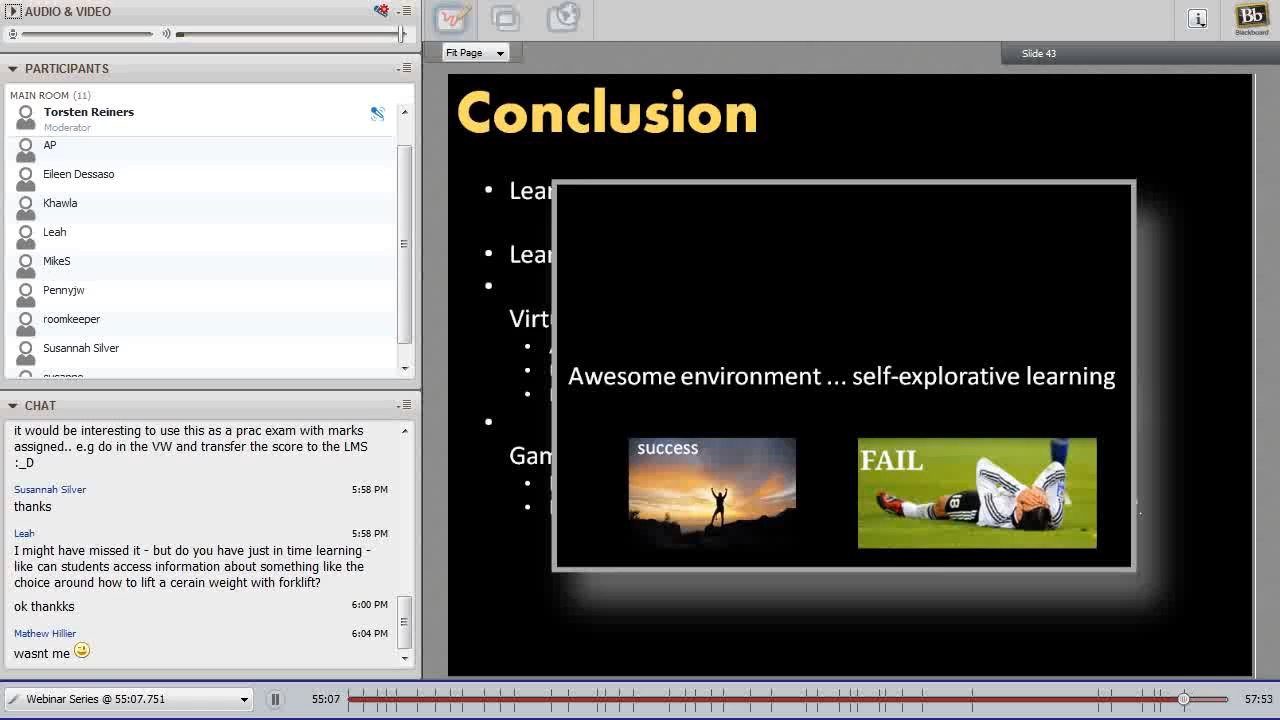 AUDIO & VIDEO
PARTICIPANTS
MAIN ROOM (11)
Torsten Reiners
Moderator
AP
Eileen Dessaso
Khawla
Leah
MikeS
Pennyjw
roomkeeper
Susannah Silver
CHAT
it would be interesting to use this as a prac exam with marks
assigned.. e.g do in the VW and transfer the score to the LMS
:_D
Susannah Silver 5:58 PM
thanks
Leah 5:58 PM
I might have missed it - but do you have just in time learning -
like can students access information about something like the
choice around how to lift a cerain weight with forklift?
ok thankks 6:00 PM
Mathew Hillier 6:04 PM
wasnt me
Webinar Series @ 55:07.751
55:07
57:53
Bb
Blackboard
Fit Page
Slide 43
Conclusion
Lear
Lear
Virt
Gam
Awesome environment ... self-explorative learning
success
FAIL
18